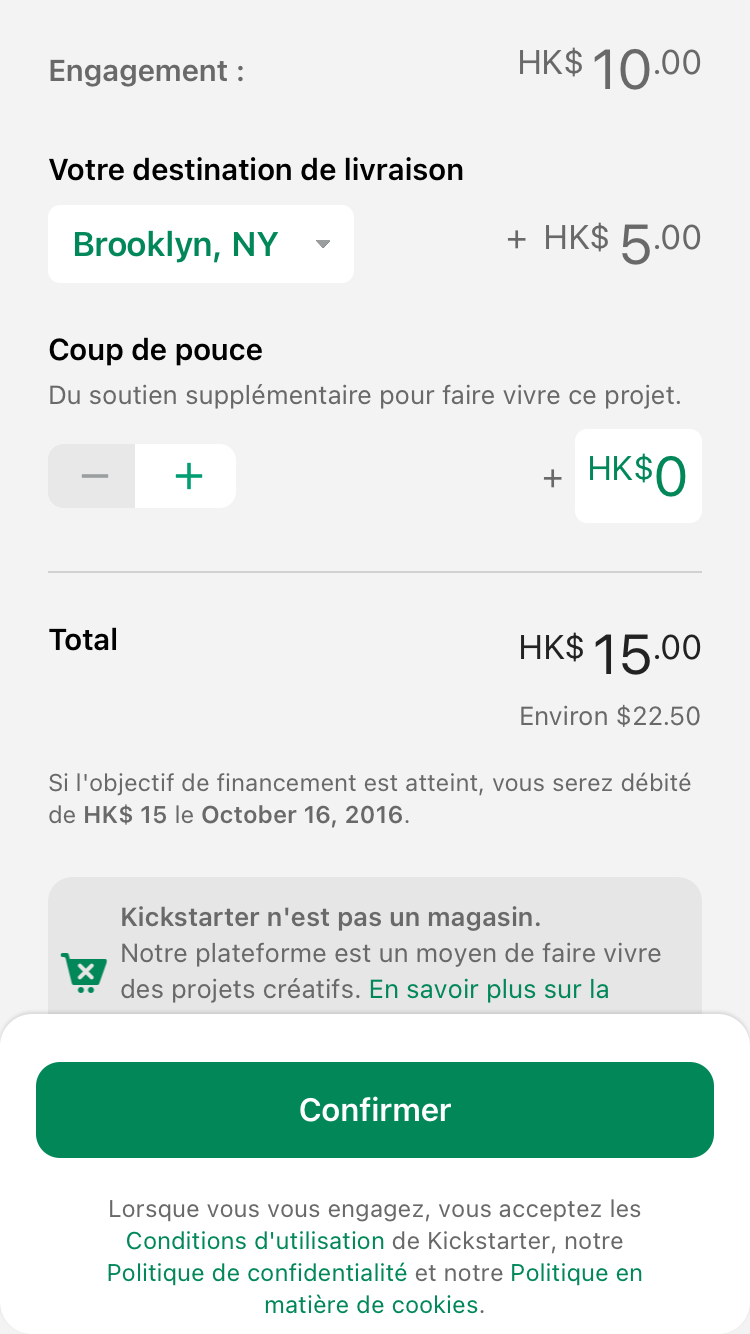 Engagement :
HK$ 10.00
Votre destination de livraison
Brooklyn, NY
+ HK$ 5.00
Coup de pouce
Du soutien supplémentaire pour faire vivre ce projet.
− +
+ HK$0
Total
HK$ 15.00
Environ $22.50
Si l'objectif de financement est atteint, vous serez débité
de HK$ 15 le October 16, 2016.
Kickstarter n'est pas un magasin.
Notre plateforme est un moyen de faire vivre
des projets créatifs. En savoir plus sur la
Confirmer
Lorsque vous vous engagez, vous acceptez les
Conditions d'utilisation de Kickstarter, notre
Politique de confidentialité et notre Politique en
matière de cookies.